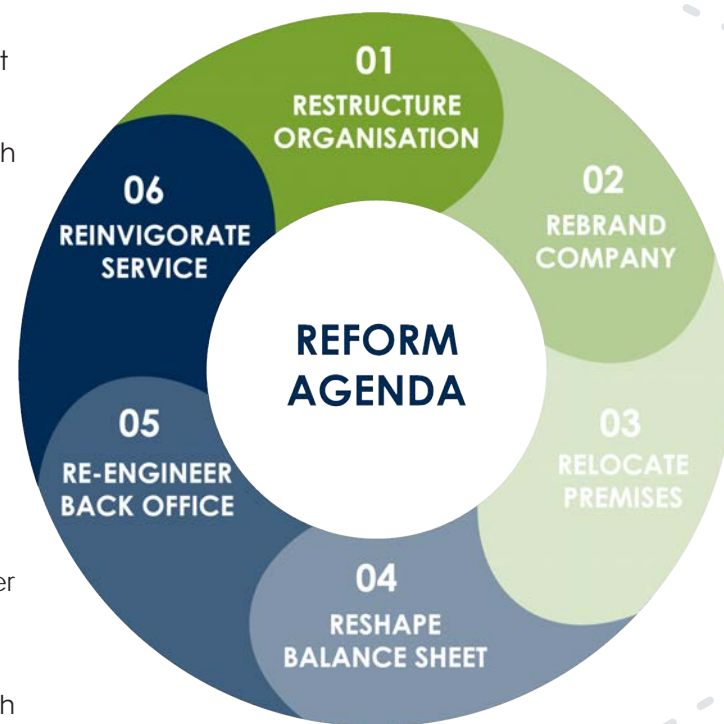 t
h
er
h
01
RESTRUCTURE
ORGANISATION
02
REBRAND
COMPANY
03
RELOCATE
PREMISES
04
RESHAPE
BALANCE SHEET
05
RE-ENGINEER
BACK OFFICE
06
REINVIGORATE
SERVICE
REFORM
AGENDA